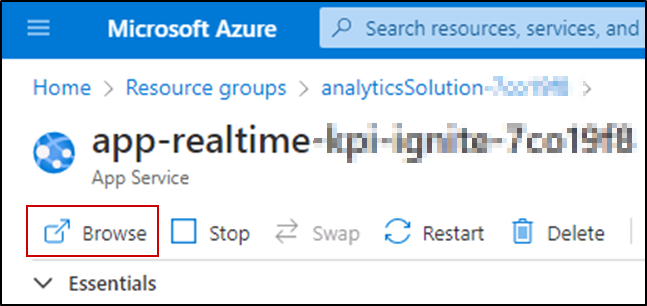 Microsoft Azure
Search resources, services, and
Home > Resource groups > analyticsSolution
app-realtime-kpi-ignite-7co19f8
App Service
Browse Stop Swap Restart Delete
Essentials